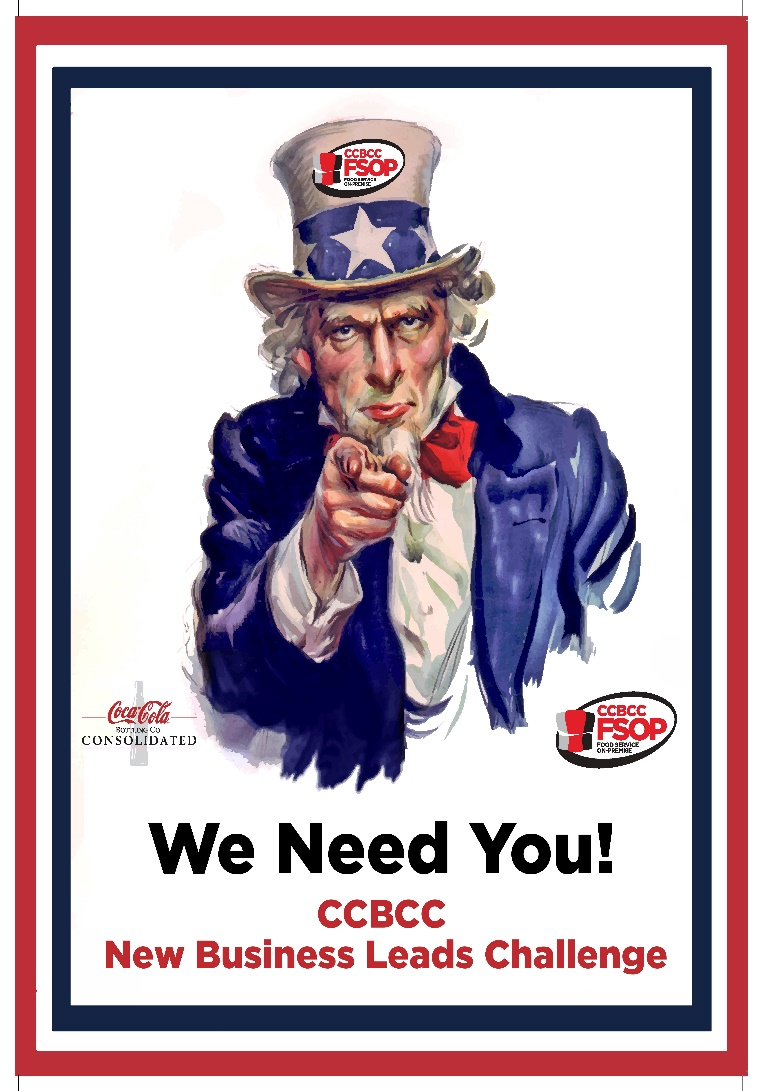 CCBCC
FSOP
FOOD SERVICE
ON-PREMISE
Coca-Cola
BOTTLING CO
CONSOLIDATED
CCBCC
FSOP
FOOD SERVICE
ON-PREMISE
We Need You!
CCBCC
New Business Leads Challenge